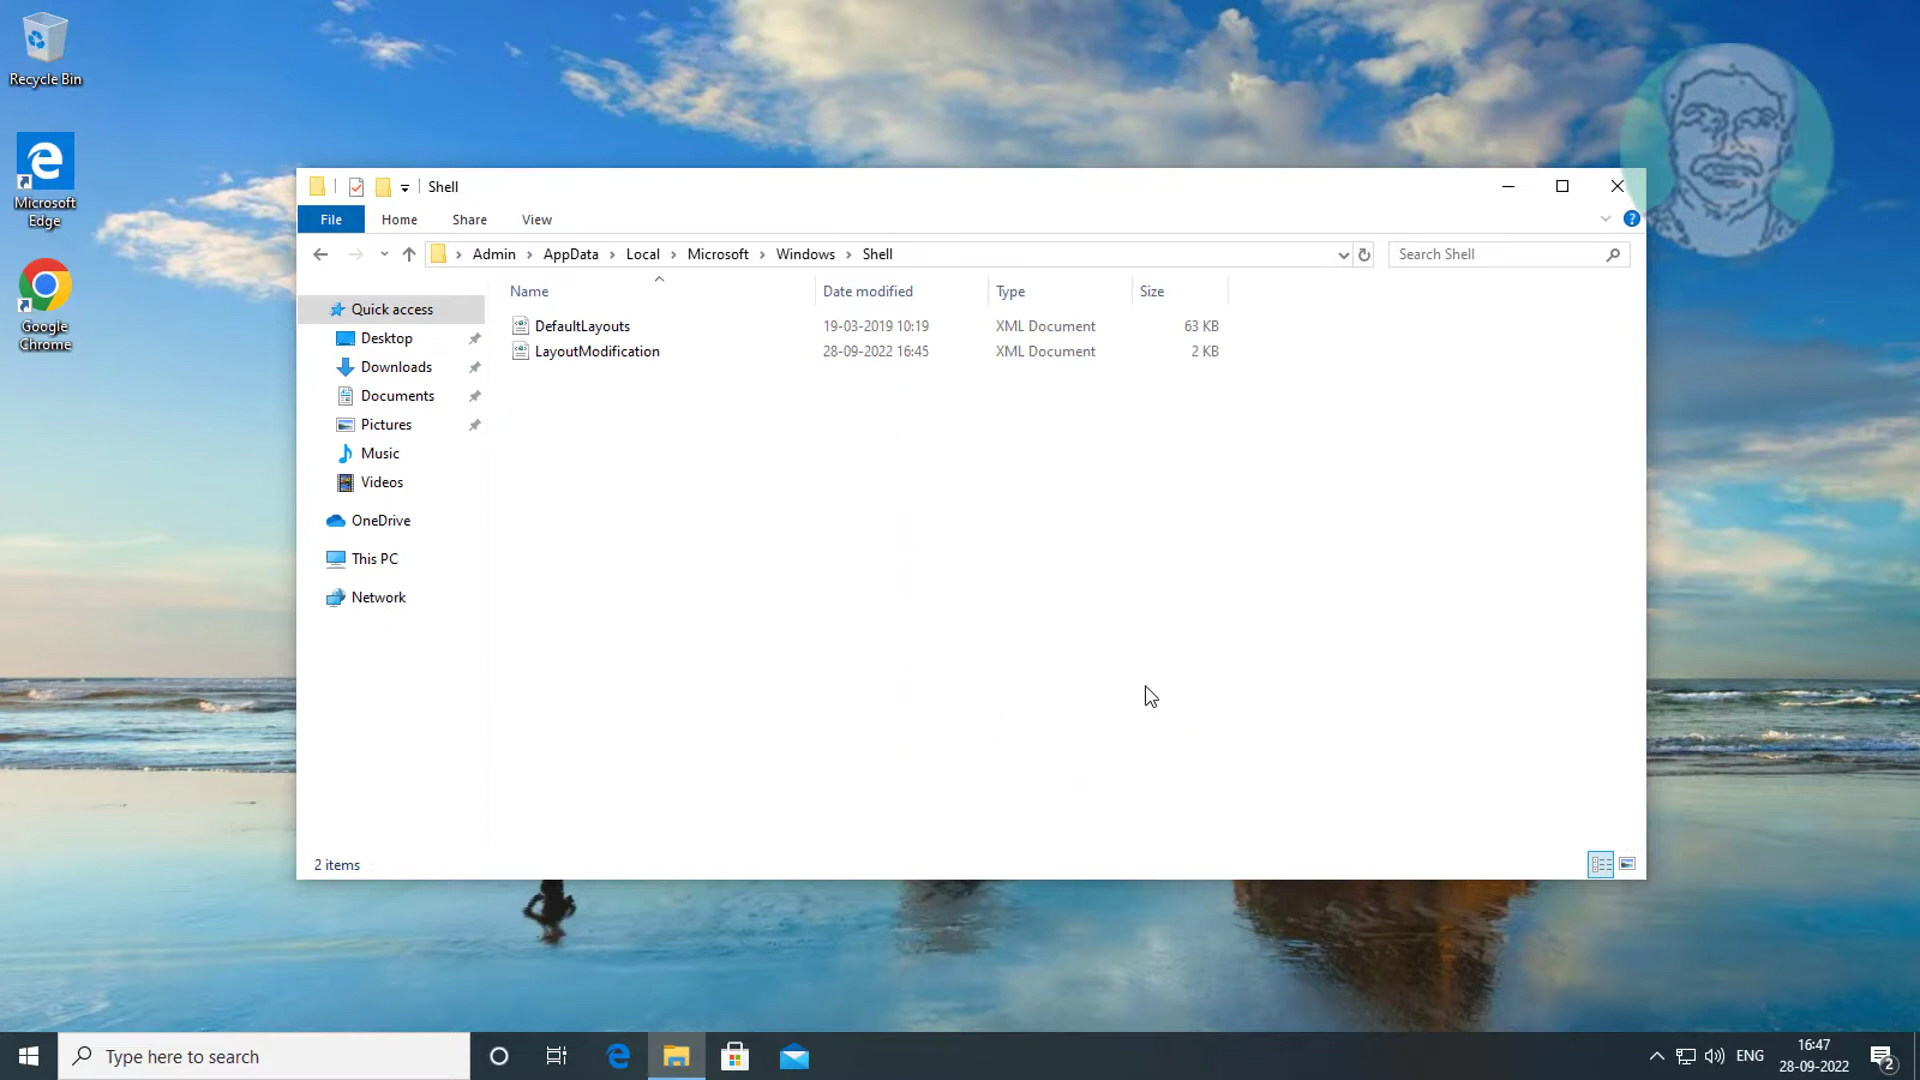 Recycle Bin
Microsoft
Edge
Google
Chrome
Shell
File Home Share View
Admin AppData Local Microsoft Windows Shell
Search Shell
Name Date modified Type Size
DefaultLayouts 19-03-2019 10:19 XML Document 63 KB
LayoutModification 28-09-2022 16:45 XML Document 2 KB
Quick access
Desktop
Downloads
Documents
Pictures
Music
Videos
OneDrive
This PC
Network
2 items
Type here to search
ENG
16:47
28-09-2022
2